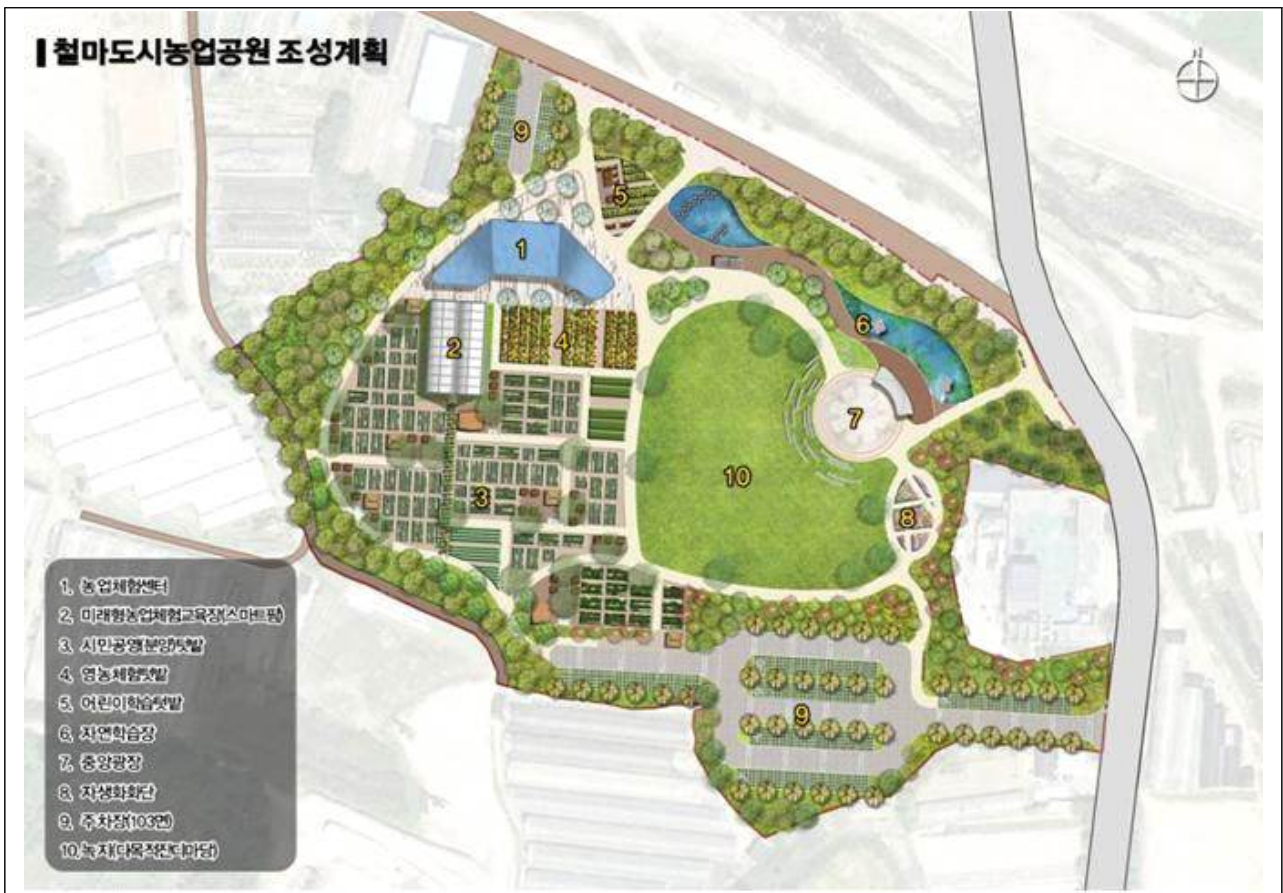 철마도시농업공원 조성계획
N
9
5
1
6
4
2
7
10
3
8
9
1, 농업체험센터
2, 미래형농업체험교육장(스마트팜)
3, 시민공영(분양)텃밭
4, 영농체험텃밭
5, 어린이학습텃밭
6, 자연학습장
7, 중앙광장
8, 자생화화단
9, 주차장(103면)
10,녹지(다목적잔디마당)